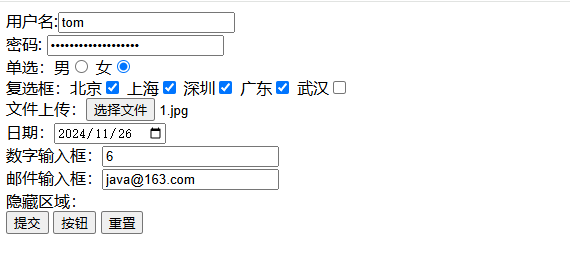 用户名:tom
密码: •••••••••••••••••••
单选：男 女
复选框：北京 上海 深圳 广东 武汉
文件上传：选择文件 1.jpg
日期：2024/11/26
数字输入框：6
邮件输入框：java@163.com
隐藏区域：
提交 按钮 重置